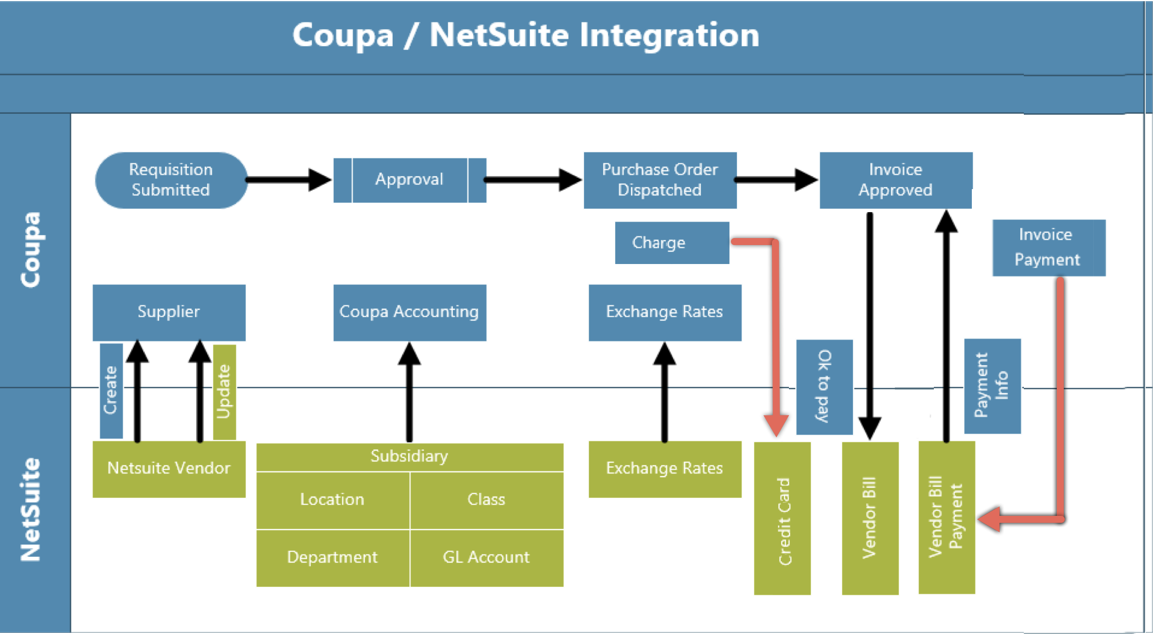 Coupa / NetSuite Integration
Coupa
Requisition
Submitted
Approval
Purchase Order
Dispatched
Invoice
Approved
Charge
Invoice
Payment
Supplier
Coupa Accounting
Exchange Rates
Create
Update
Ok to pay
Payment
Info
NetSuite
Netsuite Vendor
Subsidiary
Location
Class
Department
GL Account
Exchange Rates
Credit Card
Vendor Bill
Vendor Bill
Payment